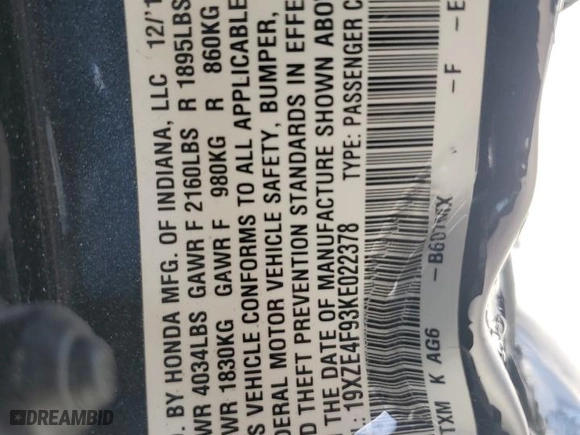 D. BY HONDA MFG. OF INDIANA, LLC 12/1
WR 4034LBS GAWR F 2160LBS R 1895LBS
WR 1830KG GAWR F 980KG R 860KG
S VEHICLE CONFORMS TO ALL APPLICABLE
DERAL MOTOR VEHICLE SAFETY, BUMPER,
D THEFT PREVENTION STANDARDS IN EFFE
THE DATE OF MANUFACTURE SHOWN ABOV
.: 19XZE4F93KE022378 TYPE: PASSENGER C
TXM K AG6 - - F - E
DREAMBID